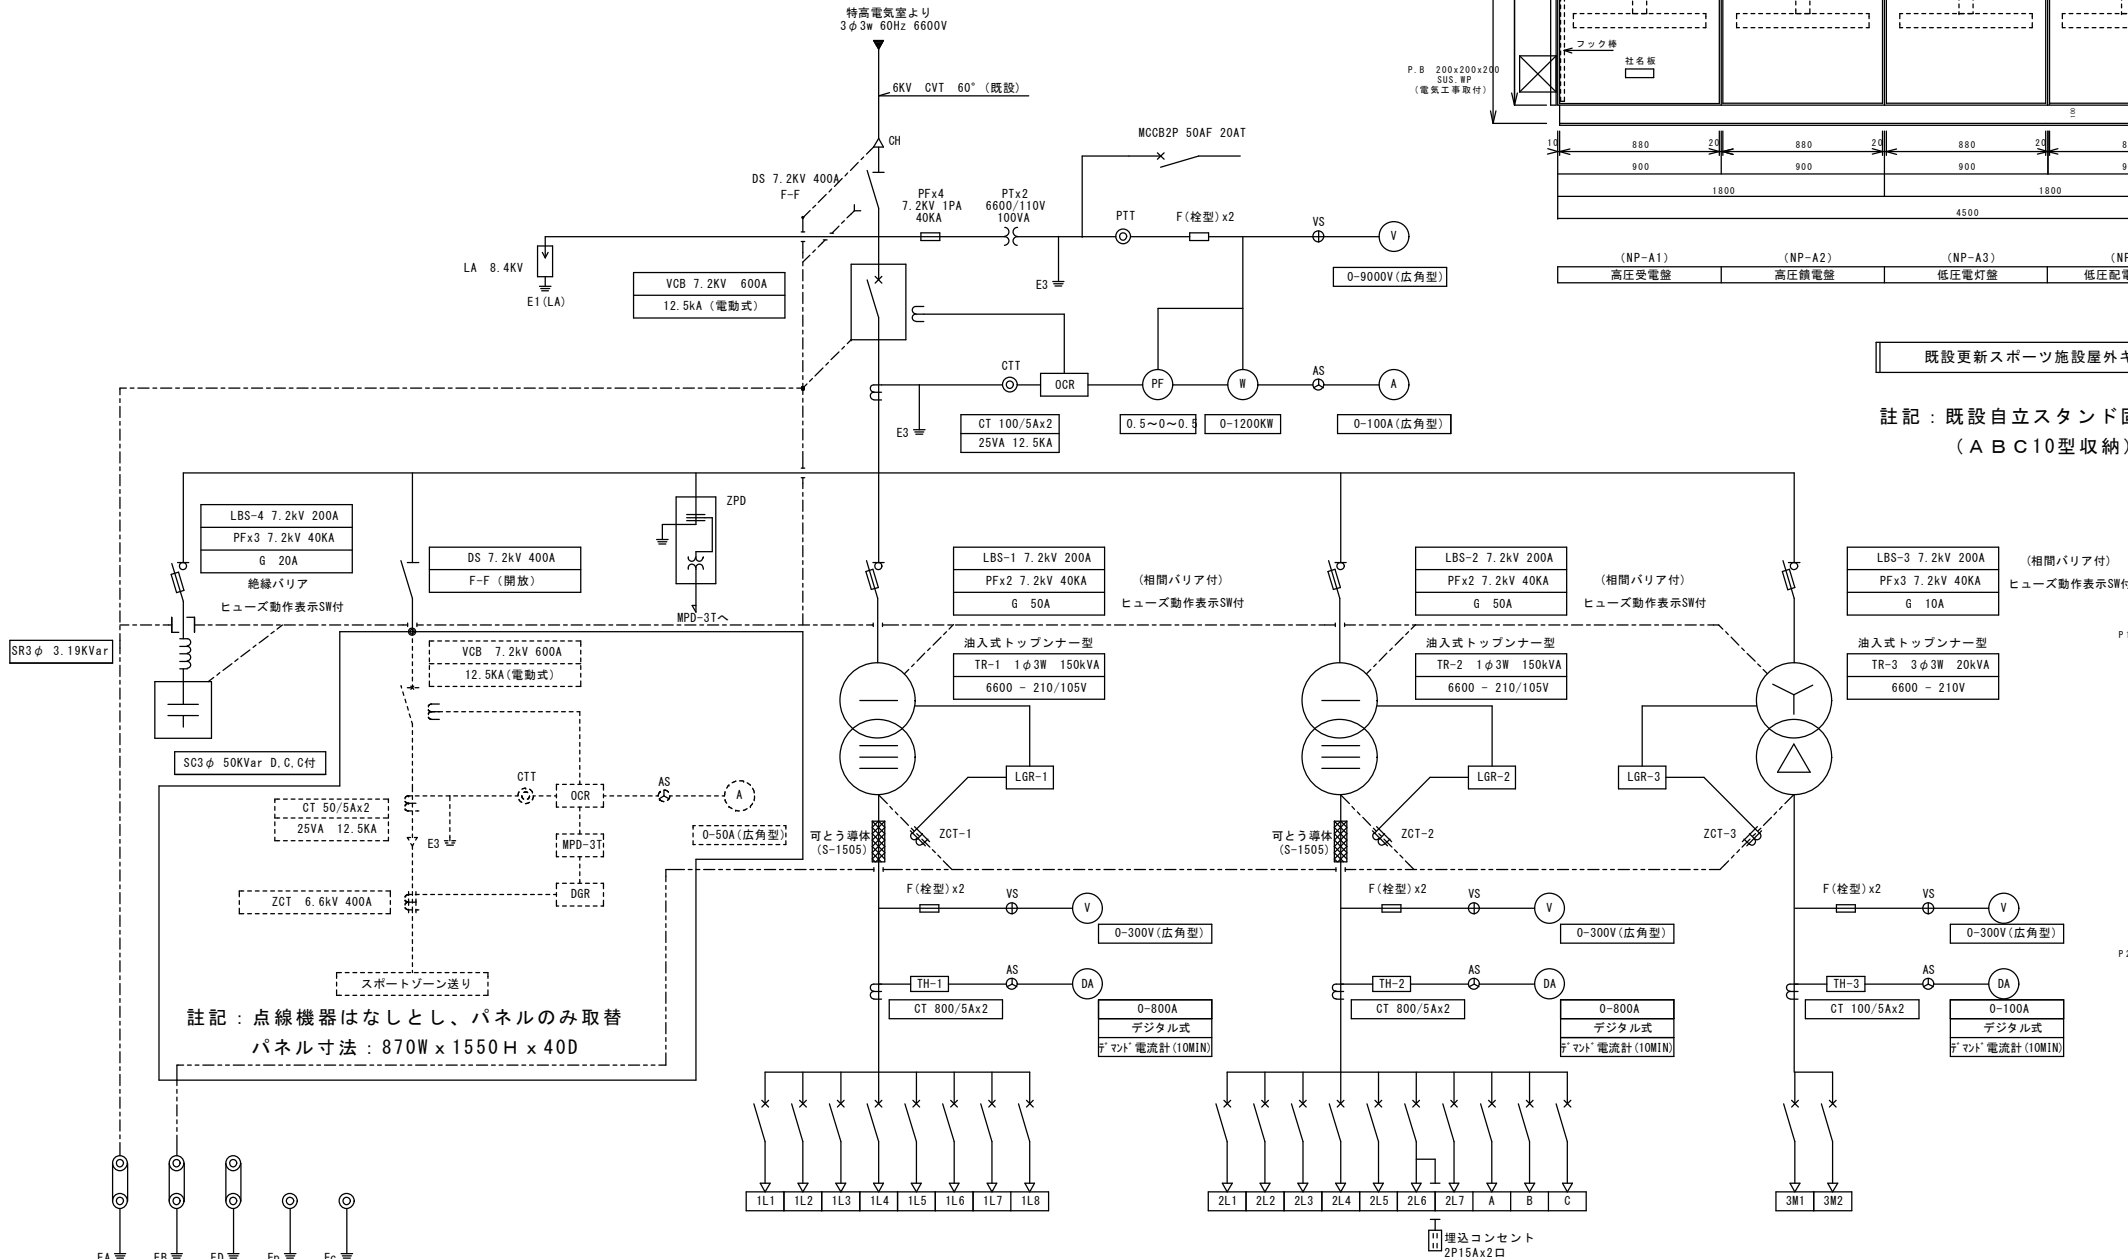 特高電気室より
3φ3w 60Hz 6600V
6KV CVT 60°(既設)
CH
MCCB2P 50AF 20AT
DS 7.2KV 400A
F-F
PFx4
7.2KV 1PA
40KA
PTx2
6600/110V
100VA
PTT
F(栓型)x2
VS
V
0-9000V(広角型)
LA 8.4KV
E1(LA)
VCB 7.2KV 600A
12.5kA (電動式)
E3
CTT
OCR
PF
W
AS
A
E3
CT 100/5Ax2
25VA 12.5KA
0.5〜0〜0.5
0-1200KW
0-100A(広角型)
フック棒
社名板
P.B 200x200x200
SUS.WP
(電気工事取付)
10
880
20
880
20
880
20
900
900
900
1800
1800
4500
(NP-A1)
(NP-A2)
(NP-A3)
高圧受電盤
高圧饋電盤
低圧電灯盤
低圧配電
既設更新スポーツ施設屋外キ
註記：既設自立スタンド固
(ABC10型収納)
LBS-4 7.2kV 200A
PFx3 7.2kV 40KA
G 20A
絶縁バリア
ヒューズ動作表示SW付
DS 7.2kV 400A
F-F (開放)
ZPD
MPD-3Tへ
LBS-1 7.2kV 200A
PFx2 7.2kV 40KA
G 50A
(相間バリア付)
ヒューズ動作表示SW付
LBS-2 7.2kV 200A
PFx2 7.2kV 40KA
G 50A
(相間バリア付)
ヒューズ動作表示SW付
LBS-3 7.2kV 200A
PFx3 7.2kV 40KA
G 10A
(相間バリア付)
ヒューズ動作表示SW付
SR3φ 3.19KVar
VCB 7.2kV 600A
12.5KA(電動式)
油入式トップンナー型
TR-1 1φ3W 150kVA
6600 - 210/105V
油入式トップンナー型
TR-2 1φ3W 150kVA
6600 - 210/105V
油入式トップンナー型
TR-3 3φ3W 20kVA
6600 - 210V
SC3φ 50KVar D,C,C付
LGR-1
LGR-2
LGR-3
CT 50/5Ax2
25VA 12.5KA
E3
CTT
OCR
AS
A
0-50A(広角型)
MPD-3T
DGR
ZCT 6.6kV 400A
スポートゾーン送り
可とう導体
(S-1505)
ZCT-1
可とう導体
(S-1505)
ZCT-2
ZCT-3
F(栓型)x2
VS
V
0-300V(広角型)
F(栓型)x2
VS
V
0-300V(広角型)
F(栓型)x2
VS
V
0-300V(広角型)
TH-1
AS
DA
CT 800/5Ax2
0-800A
デジタル式
デマンド電流計(10MIN)
TH-2
AS
DA
CT 800/5Ax2
0-800A
デジタル式
デマンド電流計(10MIN)
TH-3
AS
DA
CT 100/5Ax2
0-100A
デジタル式
デマンド電流計(10MIN)
註記：点線機器はなしとし、パネルのみ取替
パネル寸法：870W x 1550H x 40D
1L1 1L2 1L3 1L4 1L5 1L6 1L7 1L8
2L1 2L2 2L3 2L4 2L5 2L6 2L7 A B C
3M1 3M2
埋込コンセント
2P15Ax2口
EA EB ED Ep Ec